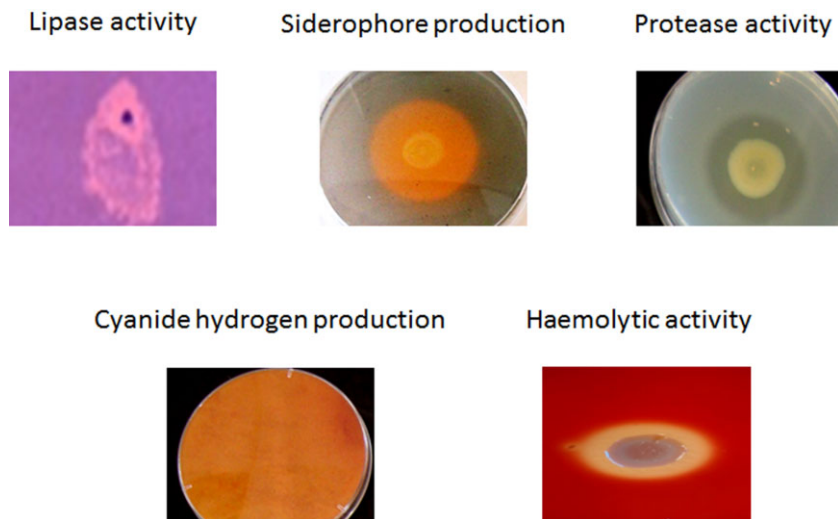 Lipase activity
Siderophore production
Protease activity
Cyanide hydrogen production
Haemolytic activity